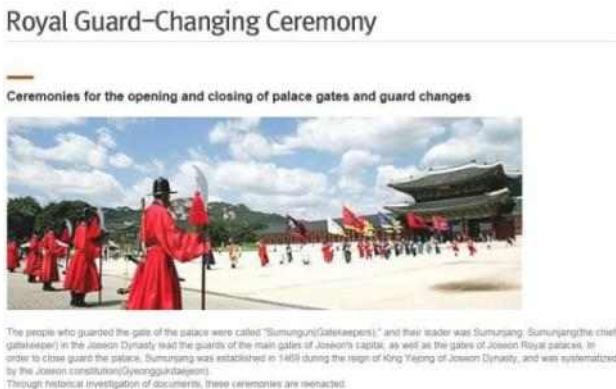 Royal Guard-Changing Ceremony
Ceremonies for the opening and closing of palace gates and guard changes
The people who guarded the gate of the palace were called "Sumungun(Gatekeepers)," and their leader was Sumunjang. Sumunjang(the chief
gatekeeper) in the Joseon Dynasty lead the guards of the main gates of Joseon's capital, as well as the gates of Joseon Royal palaces. In
order to close guard the palace, Sumunjang was established in 1469 during the reign of King Yejong of Joseon Dynasty, and was systematized
by the Joseon constitution(Gyeonggukdaejeon).
Through historical investigation of documents, these ceremonies are reenacted.